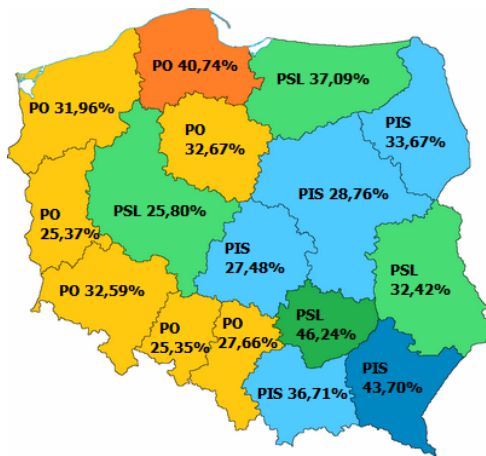 PO 40,74%
PSL 37,09%
PO 31,96%
PIS
33,67%
PO
32,67%
PIS 28,76%
PSL 25,80%
PO
25,37%
PIS
27,48%
PSL
32,42%
PO 32,59%
PO
25,35%
PO
27,66%
PSL
46,24%
PIS 36,71%
PIS
43,70%